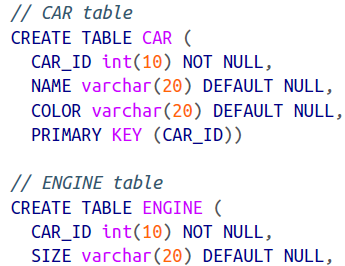 // CAR table
CREATE TABLE CAR (
CAR_ID int(10) NOT NULL,
NAME varchar(20) DEFAULT NULL,
COLOR varchar(20) DEFAULT NULL,
PRIMARY KEY (CAR_ID))
// ENGINE table
CREATE TABLE ENGINE (
CAR_ID int(10) NOT NULL,
SIZE varchar(20) DEFAULT NULL,